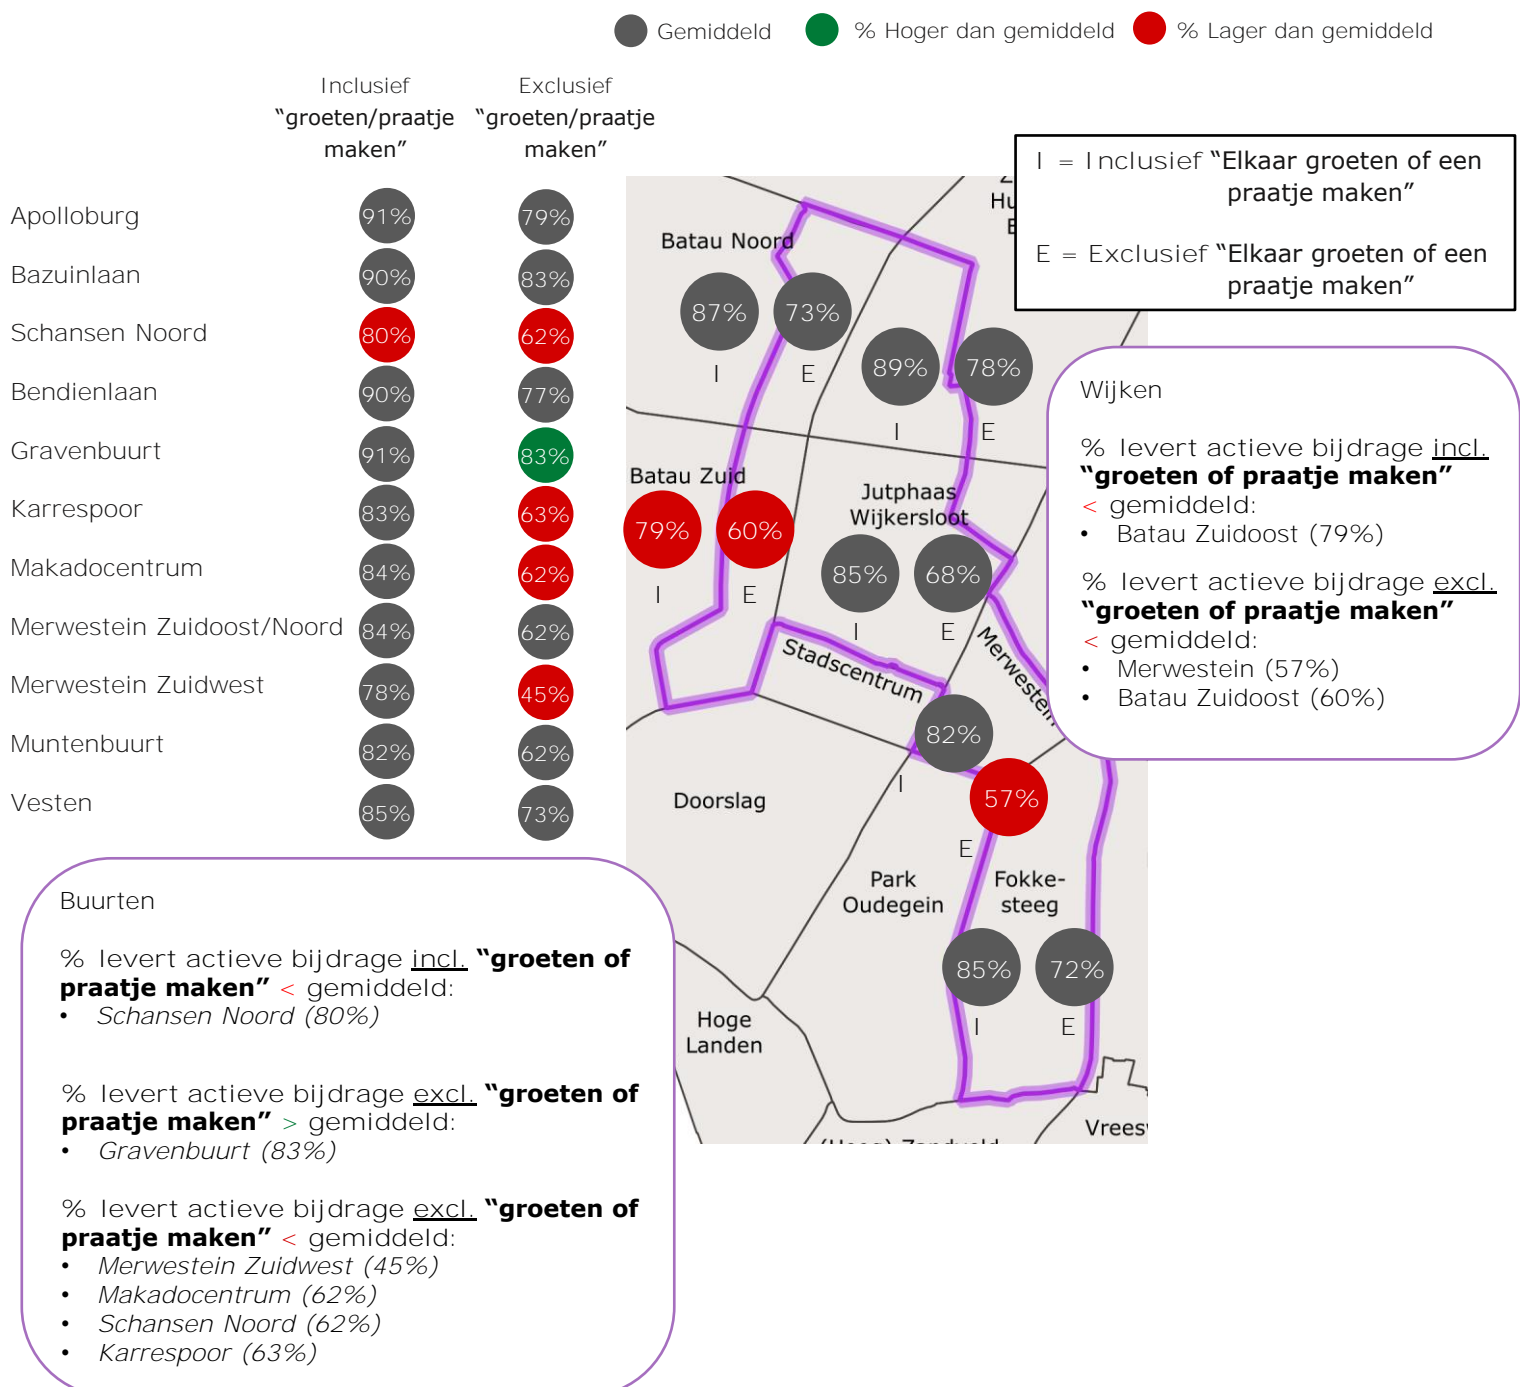 Gemiddeld % Hoger dan gemiddeld % Lager dan gemiddeld
Inclusief
“groeten/praatje
maken”
Exclusief
“groeten/praatje
maken”
Apolloburg 91% 79%
Bazuinlaan 90% 83%
Schansen Noord 80% 62%
Bendienlaan 90% 77%
Gravenbuurt 91% 83%
Karrespoor 83% 63%
Makadocentrum 84% 62%
Merwestein Zuidoost/Noord 84% 62%
Merwestein Zuidwest 78% 45%
Muntenbuurt 82% 62%
Vesten 85% 73%
I = Inclusief “Elkaar groeten of een
praatje maken”
E = Exclusief “Elkaar groeten of een
praatje maken”
Batau Noord
87% 73%
I E
89% 78%
I E
Batau Zuid
79% 60%
I E
Jutphaas
Wijkersloot
85% 68%
I E
Stadscentrum
Merwestein
82%
I
57%
E
Doorslag
Park
Oudegein
Fokke-
steeg
85% 72%
I E
Hoge
Landen
Wijken
% levert actieve bijdrage incl.
“groeten of praatje maken”
< gemiddeld:
• Batau Zuidoost (79%)
% levert actieve bijdrage excl.
“groeten of praatje maken”
< gemiddeld:
• Merwestein (57%)
• Batau Zuidoost (60%)
Buurten
% levert actieve bijdrage incl. “groeten of
praatje maken” < gemiddeld:
• Schansen Noord (80%)
% levert actieve bijdrage excl. “groeten of
praatje maken” > gemiddeld:
• Gravenbuurt (83%)
% levert actieve bijdrage excl. “groeten of
praatje maken” < gemiddeld:
• Merwestein Zuidwest (45%)
• Makadocentrum (62%)
• Schansen Noord (62%)
• Karrespoor (63%)